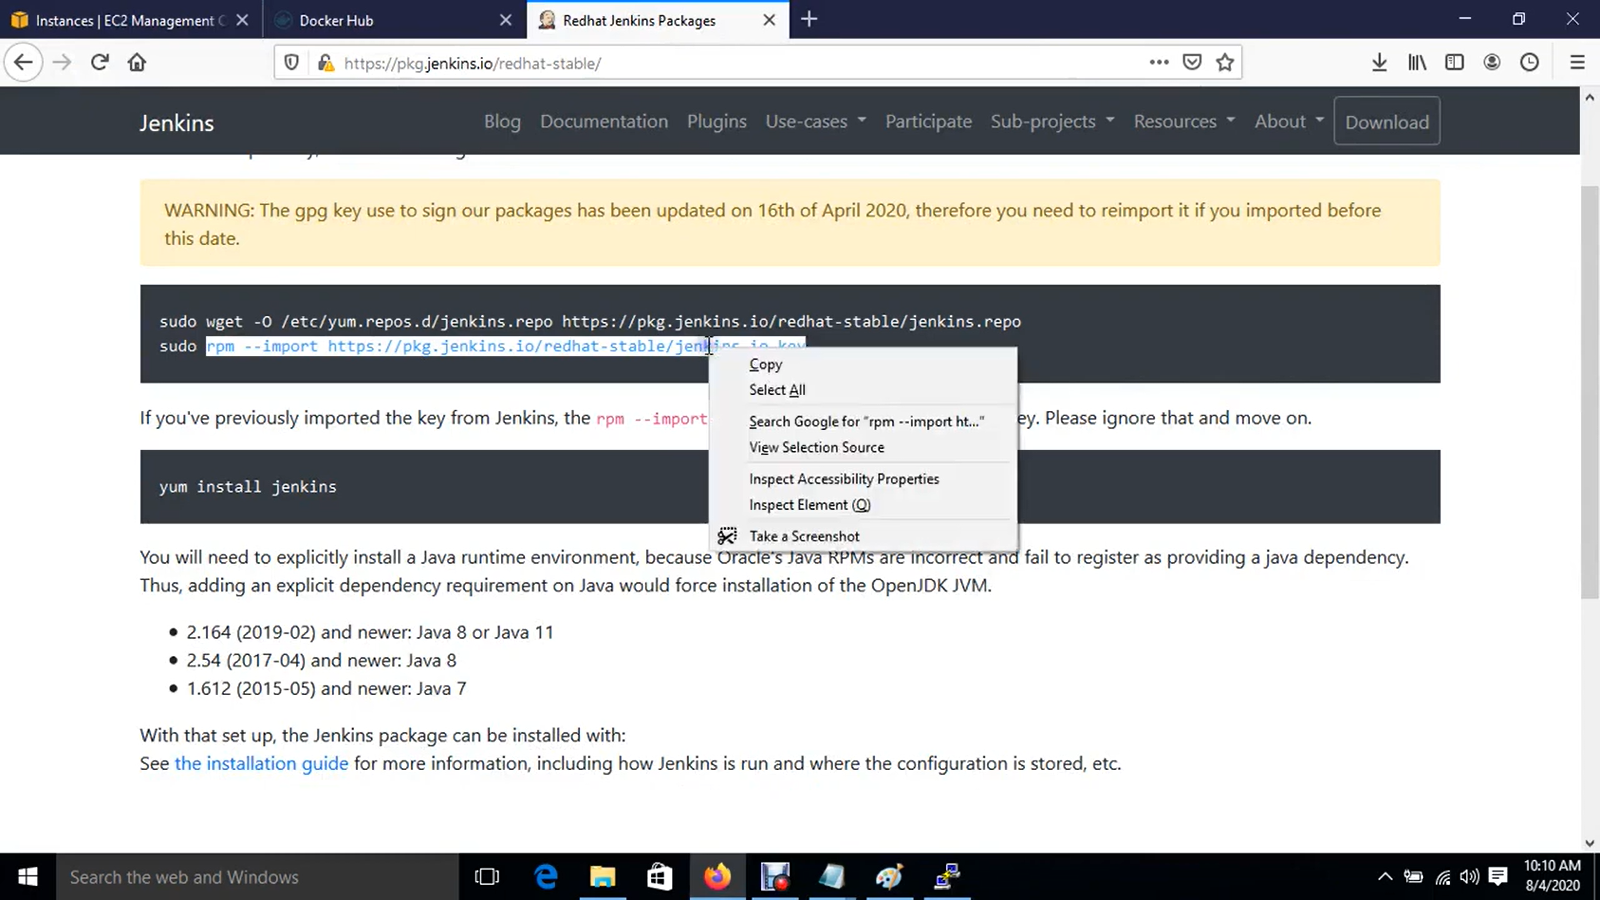 Instances | EC2 Management C
Docker Hub
Redhat Jenkins Packages
https://pkg.jenkins.io/redhat-stable/
Jenkins
Blog
Documentation
Plugins
Use-cases
Participate
Sub-projects
Resources
About
Download
WARNING: The gpg key use to sign our packages has been updated on 16th of April 2020, therefore you need to reimport it if you imported before
this date.
sudo wget -O /etc/yum.repos.d/jenkins.repo https://pkg.jenkins.io/redhat-stable/jenkins.repo
sudo rpm --import https://pkg.jenkins.io/redhat-stable/jenkins.io.key
Copy
Select All
Search Google for “rpm --import ht...”
View Selection Source
Inspect Accessibility Properties
Inspect Element (Q)
Take a Screenshot
If you've previously imported the key from Jenkins, the rpm --import
ey. Please ignore that and move on.
yum install jenkins
You will need to explicitly install a Java runtime environment, because Oracle's Java RPMs are incorrect and fail to register as providing a java dependency.
Thus, adding an explicit dependency requirement on Java would force installation of the OpenJDK JVM.
2.164 (2019-02) and newer: Java 8 or Java 11
2.54 (2017-04) and newer: Java 8
1.612 (2015-05) and newer: Java 7
With that set up, the Jenkins package can be installed with:
See the installation guide for more information, including how Jenkins is run and where the configuration is stored, etc.
Search the web and Windows
10:10 AM
8/4/2020